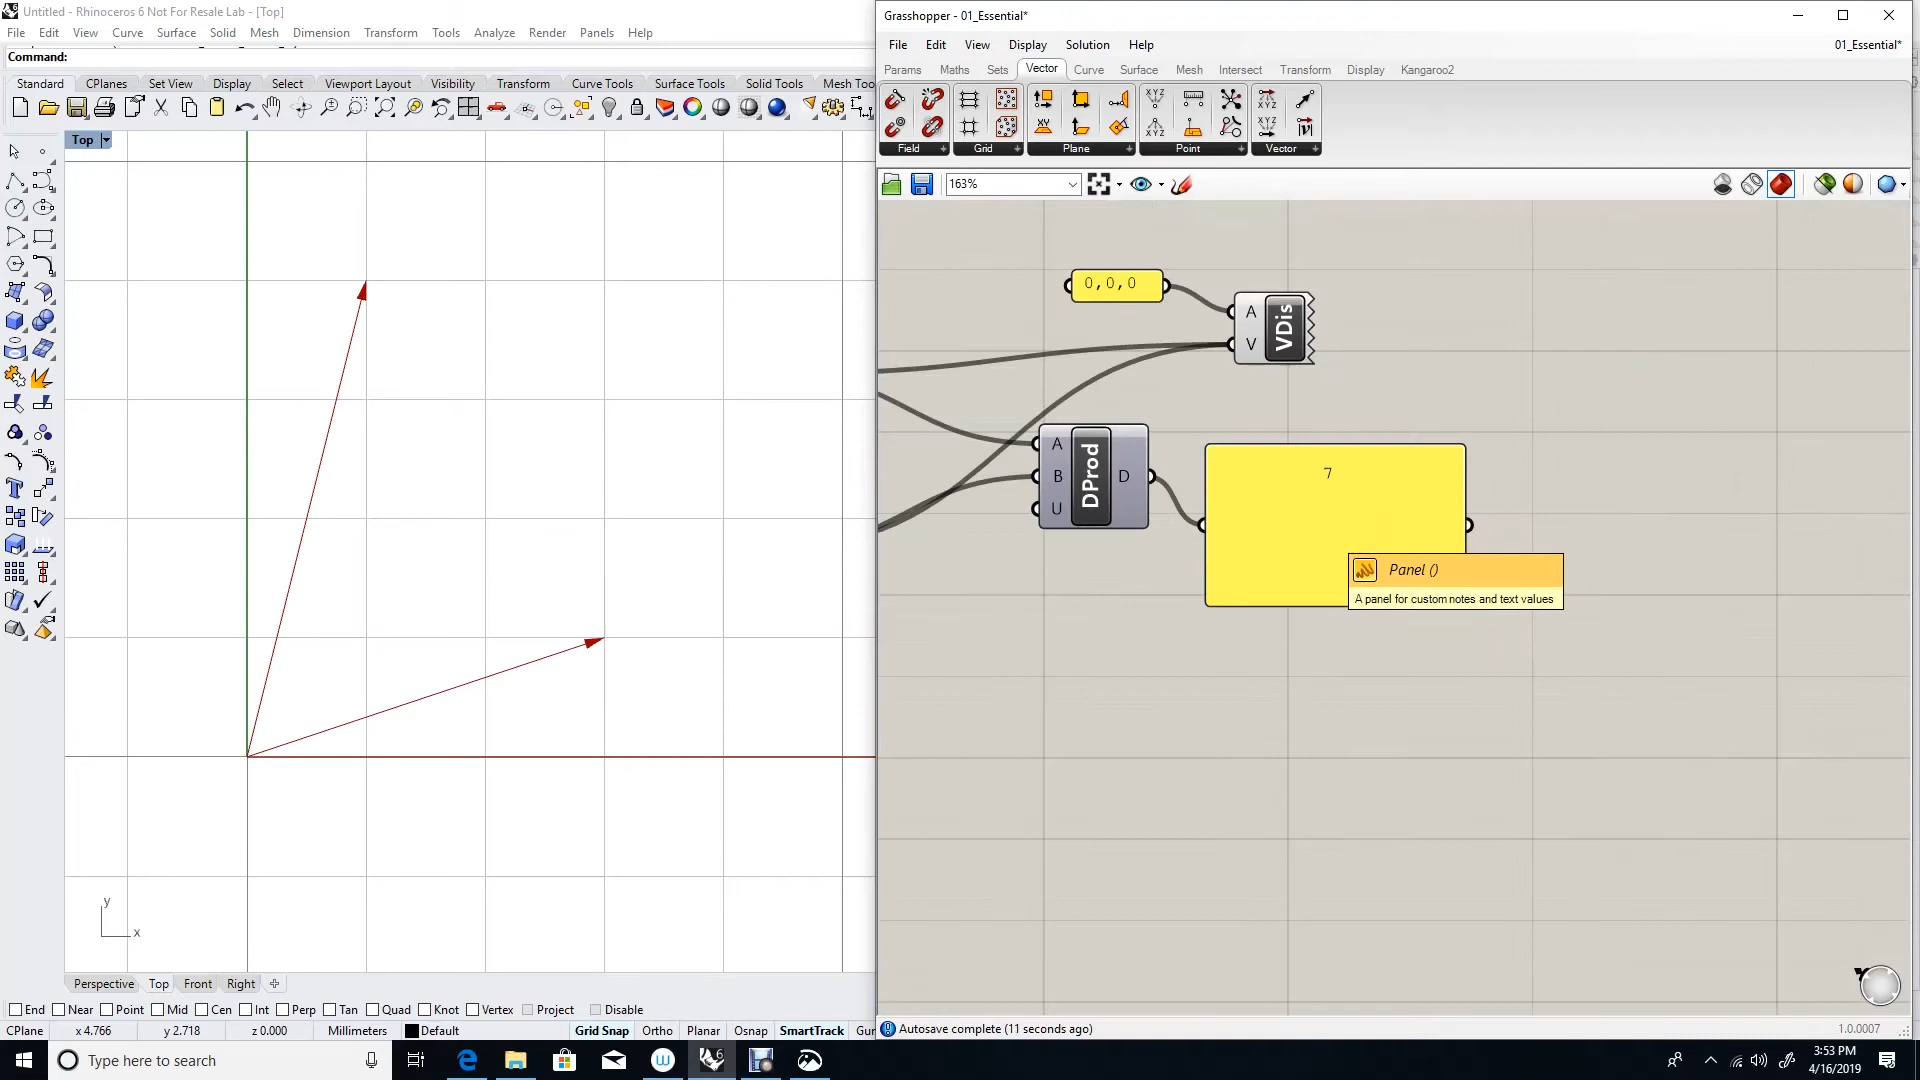 Untitled - Rhinoceros 6 Not For Resale Lab - [Top]
File Edit View Curve Surface Solid Mesh Dimension Transform Tools Analyze Render Panels Help
Command:
Standard CPlanes Set View Display Select Viewport Layout Visibility Transform Curve Tools Surface Tools Solid Tools Mesh Too
Top
y
x
Perspective Top Front Right
End Near Point Mid Cen Int Perp Tan Quad Knot Vertex Project Disable
CPlane x 4.766 y 2.718 z 0.000 Millimeters Default Grid Snap Ortho Planar Osnap SmartTrack Gur
Grasshopper - 01_Essential*
File Edit View Display Solution Help 01_Essential*
Params Maths Sets Vector Curve Surface Mesh Intersect Transform Display Kangaroo2
Field Grid Plane Point Vector
163%
0,0,0
A
V
VDis
A
B
U
DProd
D
7
Panel ()
A panel for custom notes and text values
Autosave complete (11 seconds ago) 1.0.0007
Type here to search
3:53 PM
4/16/2019